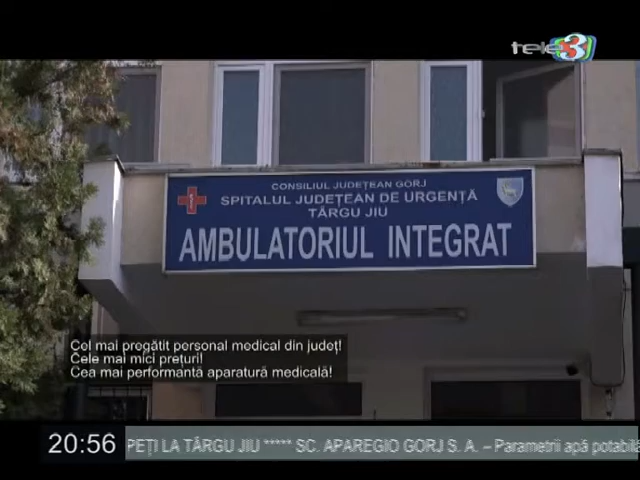 tele3
CONSILIUL JUDEȚEAN GORJ
SPITALUL JUDEȚEAN DE URGENȚĂ
TÂRGU JIU
AMBULATORIUL INTEGRAT
Cel mai pregătit personal medical din județ!
Cele mai mici prețuri!
Cea mai performantă aparatură medicală!
20:56
PEȚI LA TÂRGU JIU ***** SC. APAREGIO GORJ S. A. – Parametrii apă potabilă